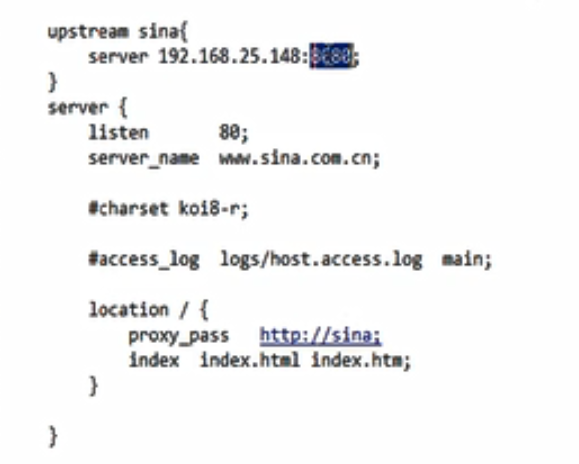 upstream sina{
server 192.168.25.148:8080;
}
server {
listen 80;
server_name www.sina.com.cn;
#charset koi8-r;
#access_log logs/host.access.log main;
location / {
proxy_pass http://sina;
index index.html index.htm;
}
}